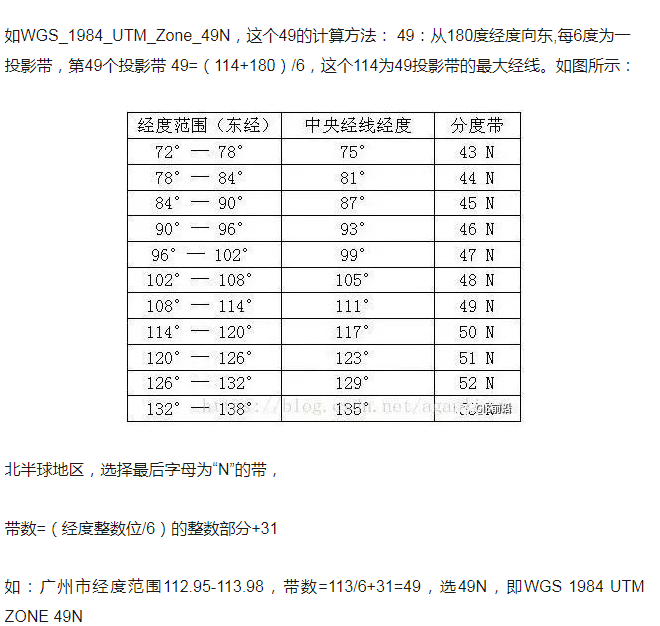 如WGS_1984_UTM_Zone_49N，这个49的计算方法： 49：从180度经度向东,每6度为一
投影带，第49个投影带 49=（114+180）/6，这个114为49投影带的最大经线。如图所示：
经度范围（东经） 中央经线经度 分度带
72°— 78° 75° 43 N
78°— 84° 81° 44 N
84°— 90° 87° 45 N
90°— 96° 93° 46 N
96°— 102° 99° 47 N
102°— 108° 105° 48 N
108°— 114° 111° 49 N
114°— 120° 117° 50 N
120°— 126° 123° 51 N
126°— 132° 129° 52 N
132°— 138° 135°
北半球地区，选择最后字母为“N”的带，
带数=（经度整数位/6）的整数部分+31
如：广州市经度范围112.95-113.98，带数=113/6+31=49，选49N，即WGS 1984 UTM
ZONE 49N